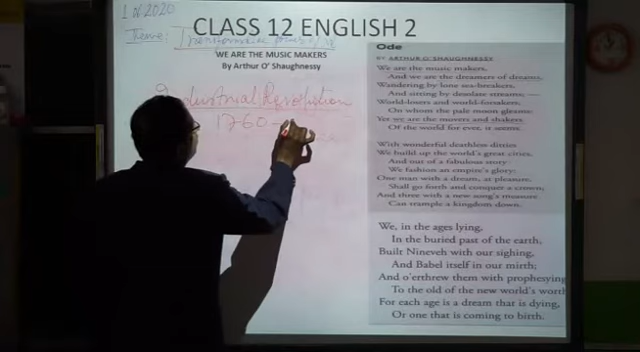 1 of 2020
CLASS 12 ENGLISH 2
Theme: Transformative power of
WE ARE THE MUSIC MAKERS
By Arthur O' Shaughnessy
Industrial Revolution
1760-
Ode
BY ARTHUR O'SHAUGHNESSY
We are the music makers,
And we are the dreamers of dreams,
Wandering by lone sea-breakers,
And sitting by desolate streams; —
World-losers and world-forsakers,
On whom the pale moon gleams:
Yet we are the movers and shakers
Of the world for ever, it seems.
With wonderful deathless ditties
We build up the world's great cities,
And out of a fabulous story
We fashion an empire's glory:
One man with a dream, at pleasure,
Shall go forth and conquer a crown;
And three with a new song's measure
Can trample a kingdom down.
We, in the ages lying,
In the buried past of the earth,
Built Nineveh with our sighing,
And Babel itself in our mirth;
And o'erthrew them with prophesying
To the old of the new world's worth
For each age is a dream that is dying,
Or one that is coming to birth.